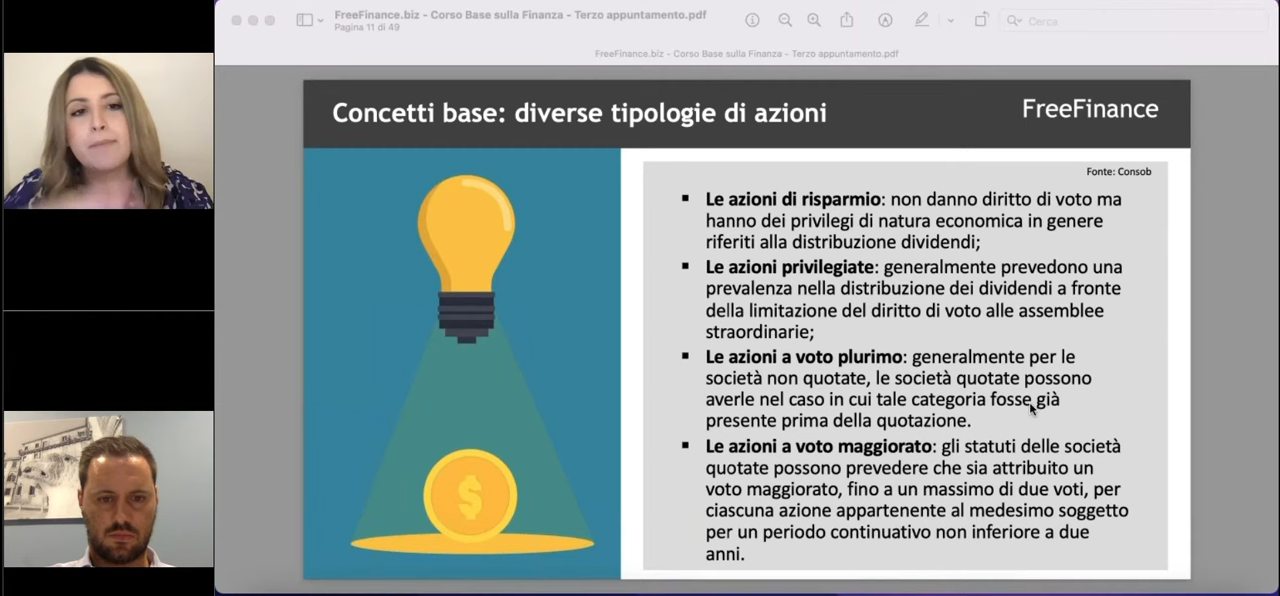 FreeFinance.biz - Corso Base sulla Finanza - Terzo appuntamento.pdf
Pagina 11 di 49
Cerca
FreeFinance.biz - Corso Base sulla Finanza - Terzo appuntamento.pdf
Concetti base: diverse tipologie di azioni
FreeFinance
Fonte: Consob
▪ Le azioni di risparmio: non danno diritto di voto ma
hanno dei privilegi di natura economica in genere
riferiti alla distribuzione dividendi;
▪ Le azioni privilegiate: generalmente prevedono una
prevalenza nella distribuzione dei dividendi a fronte
della limitazione del diritto di voto alle assemblee
straordinarie;
▪ Le azioni a voto plurimo: generalmente per le
società non quotate, le società quotate possono
averle nel caso in cui tale categoria fosse già
presente prima della quotazione.
▪ Le azioni a voto maggiorato: gli statuti delle società
quotate possono prevedere che sia attribuito un
voto maggiorato, fino a un massimo di due voti, per
ciascuna azione appartenente al medesimo soggetto
per un periodo continuativo non inferiore a due
anni.
$